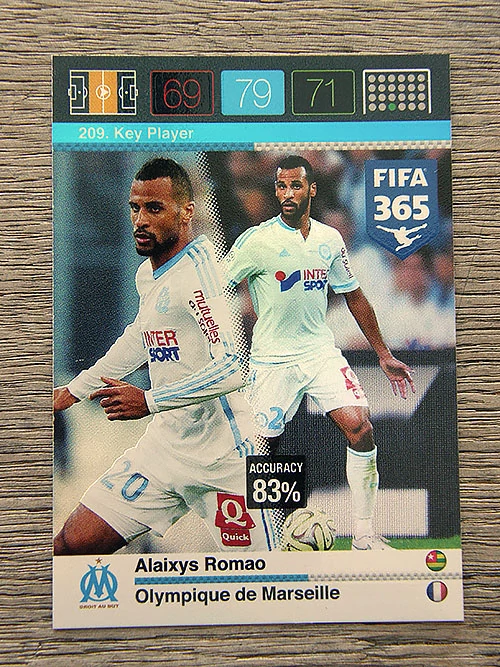 69 79 71
209. Key Player
FIFA
365
mutuelles
INTER
SPORT
INTER
SPORT
20
2
ACCURACY
83%
Q
Quick
Alaixys Romao
Olympique de Marseille
DROIT AU BUT